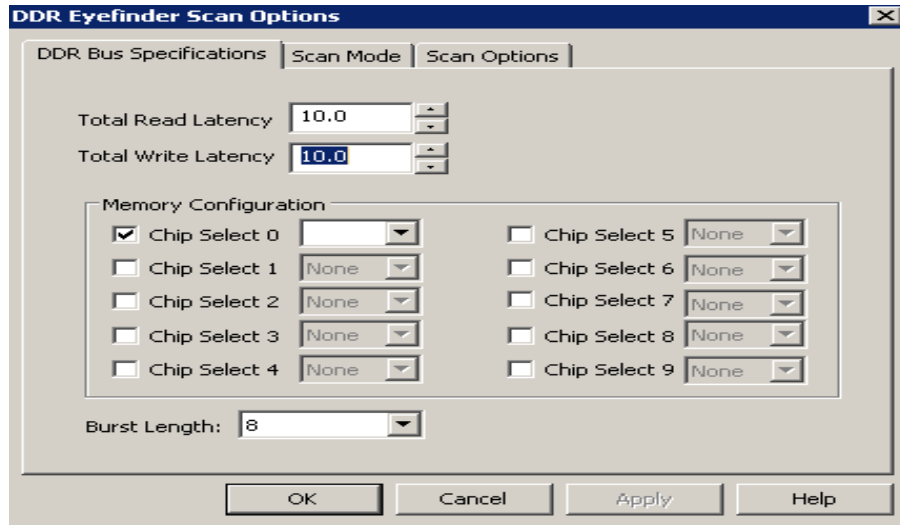 DDR Eyefinder Scan Options
DDR Bus Specifications Scan Mode Scan Options
Total Read Latency 10.0
Total Write Latency 10.0
Memory Configuration
Chip Select 0 Chip Select 5 None
Chip Select 1 None Chip Select 6 None
Chip Select 2 None Chip Select 7 None
Chip Select 3 None Chip Select 8 None
Chip Select 4 None Chip Select 9 None
Burst Length: 8
OK Cancel Apply Help